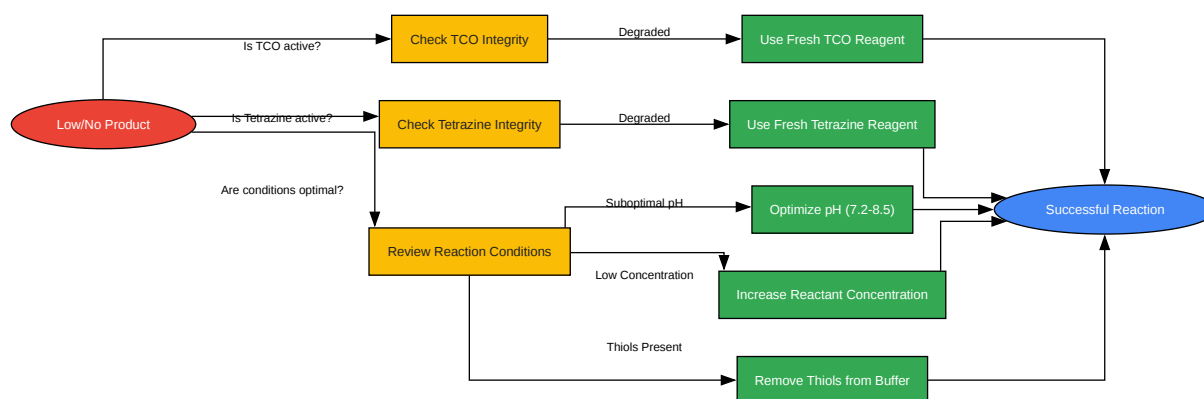 Is TCO active?
Check TCO Integrity
Degraded
Use Fresh TCO Reagent
Low/No Product
Is Tetrazine active?
Check Tetrazine Integrity
Degraded
Use Fresh Tetrazine Reagent
Are conditions optimal?
Review Reaction Conditions
Suboptimal pH
Optimize pH (7.2-8.5)
Successful Reaction
Low Concentration
Increase Reactant Concentration
Thiols Present
Remove Thiols from Buffer